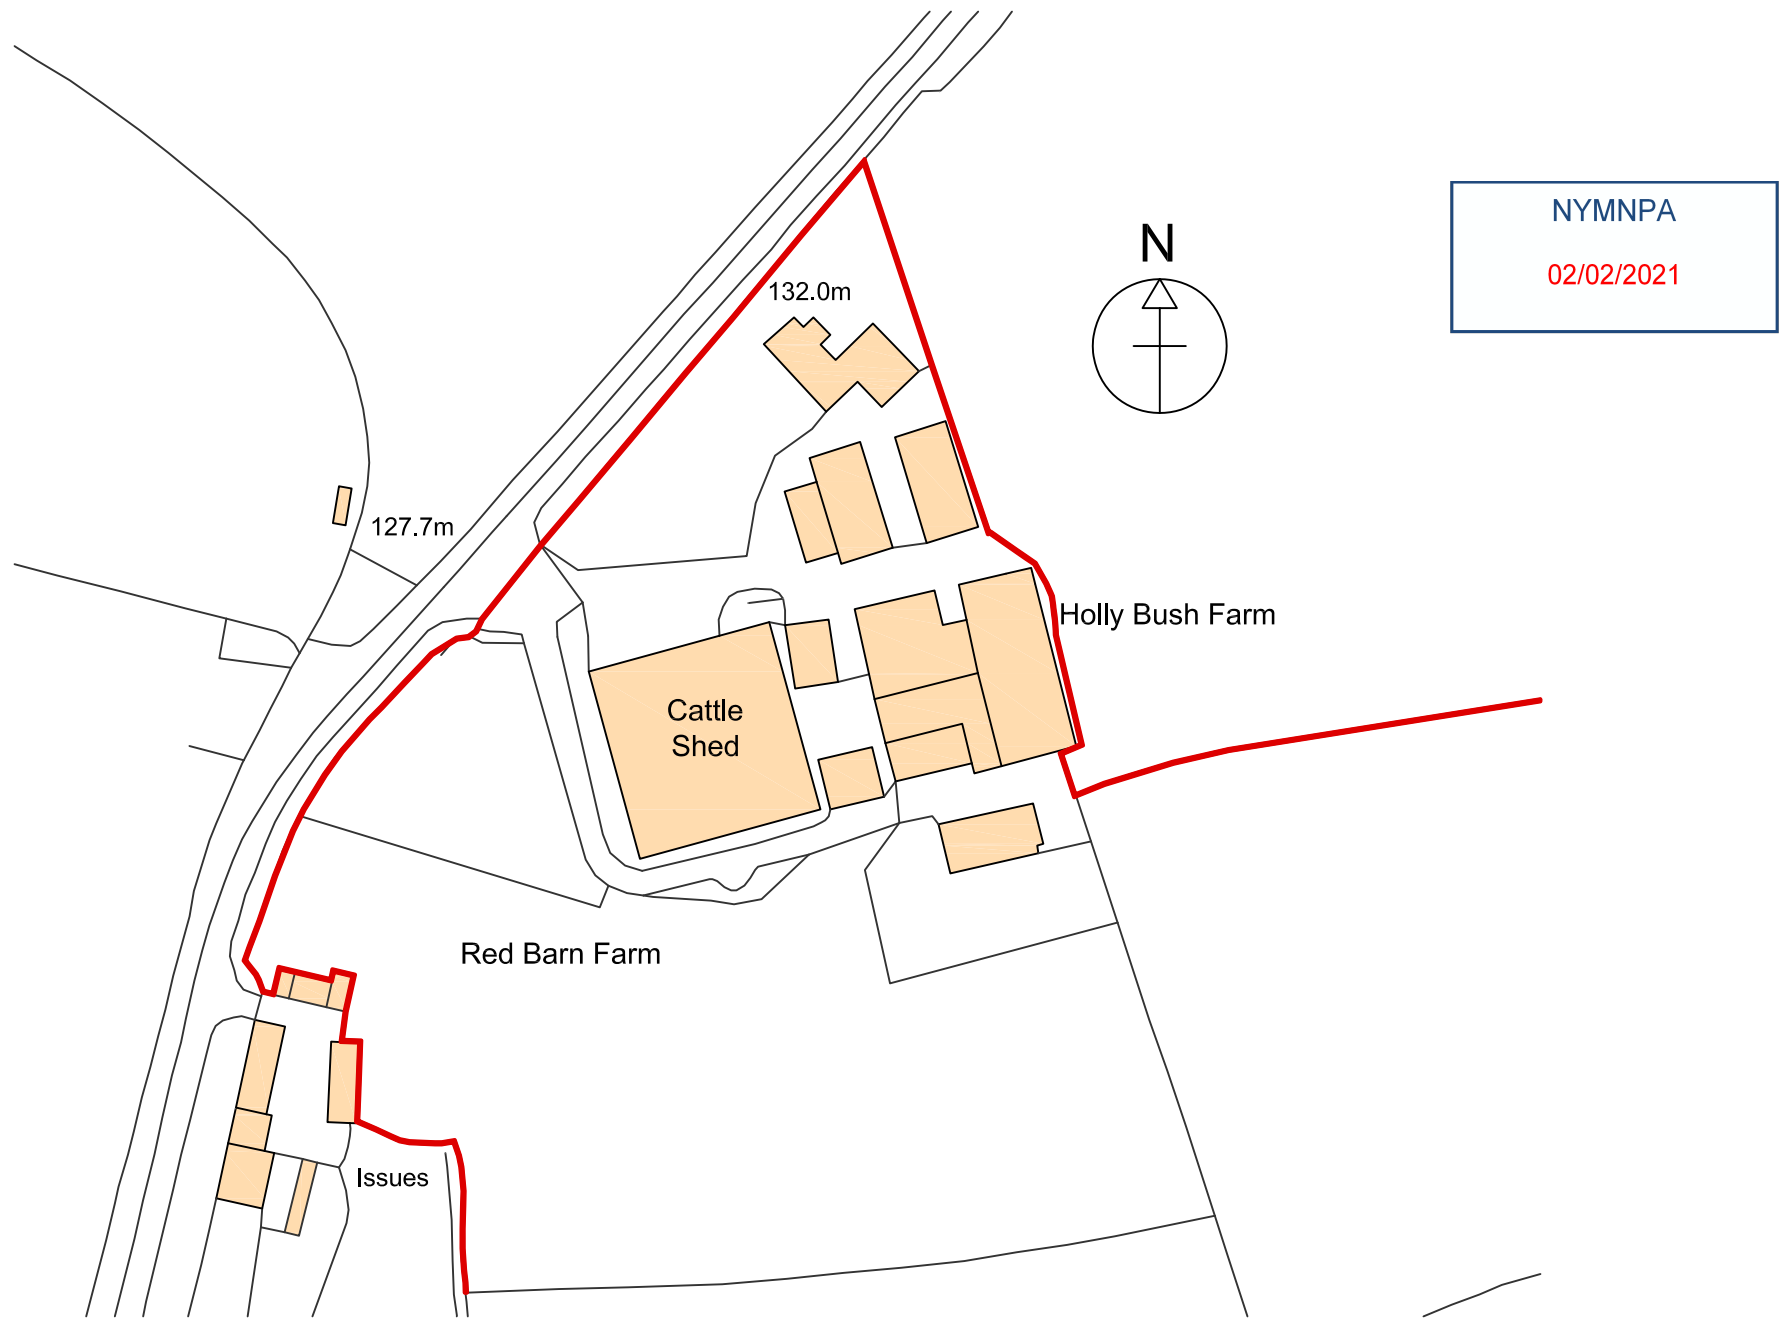 NYMNPA
02/02/2021
N
132.0m
127.7m
Holly Bush Farm
Cattle
Shed
Red Barn Farm
Issues